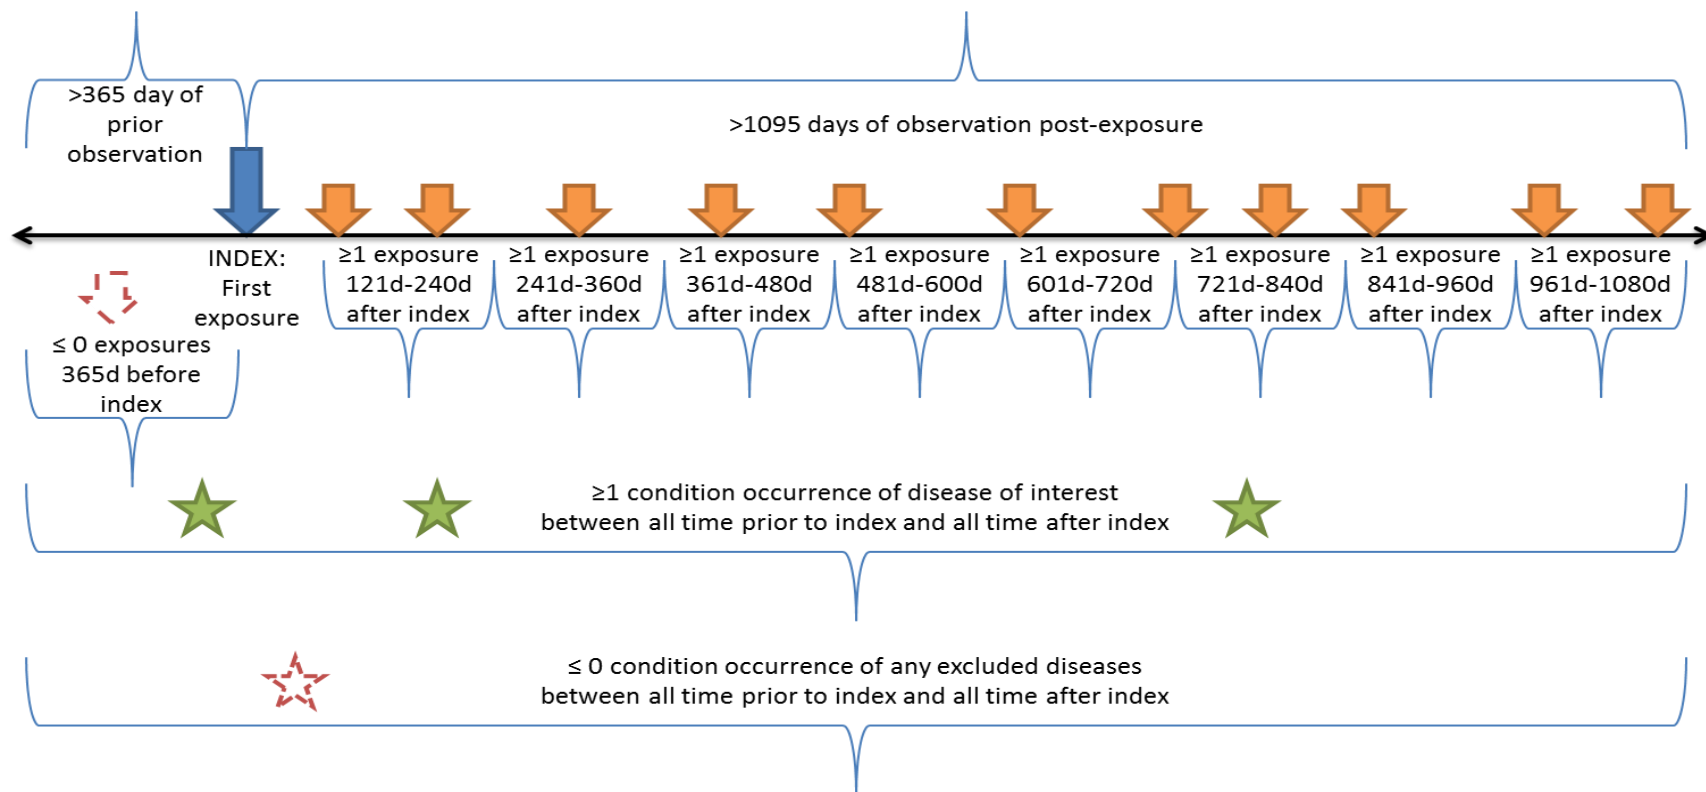 >365 day of
prior
observation
>1095 days of observation post-exposure
INDEX:
First
exposure
≥1 exposure
121d-240d
after index
≥1 exposure
241d-360d
after index
≥1 exposure
361d-480d
after index
≥1 exposure
481d-600d
after index
≥1 exposure
601d-720d
after index
≥1 exposure
721d-840d
after index
≥1 exposure
841d-960d
after index
≥1 exposure
961d-1080d
after index
≤ 0 exposures
365d before
index
≥1 condition occurrence of disease of interest
between all time prior to index and all time after index
≤ 0 condition occurrence of any excluded diseases
between all time prior to index and all time after index